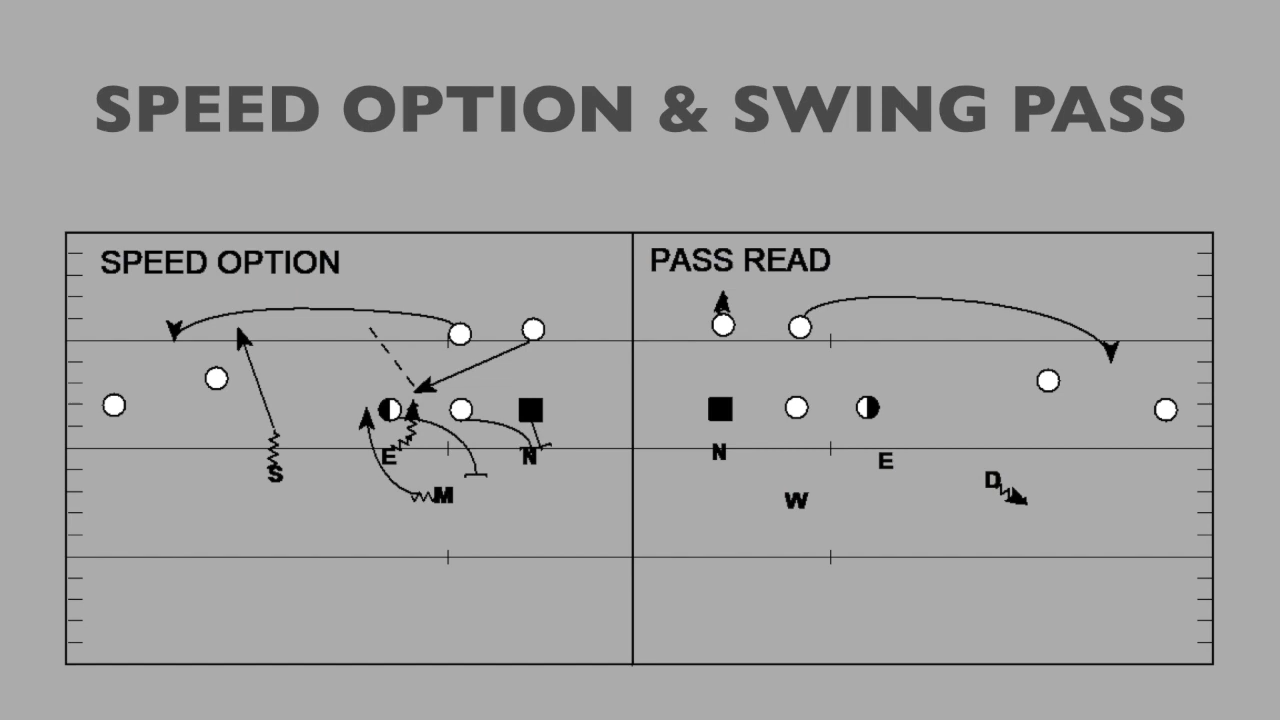 SPEED OPTION & SWING PASS
SPEED OPTION
PASS READ
S
E
M
N
N
W
E
D